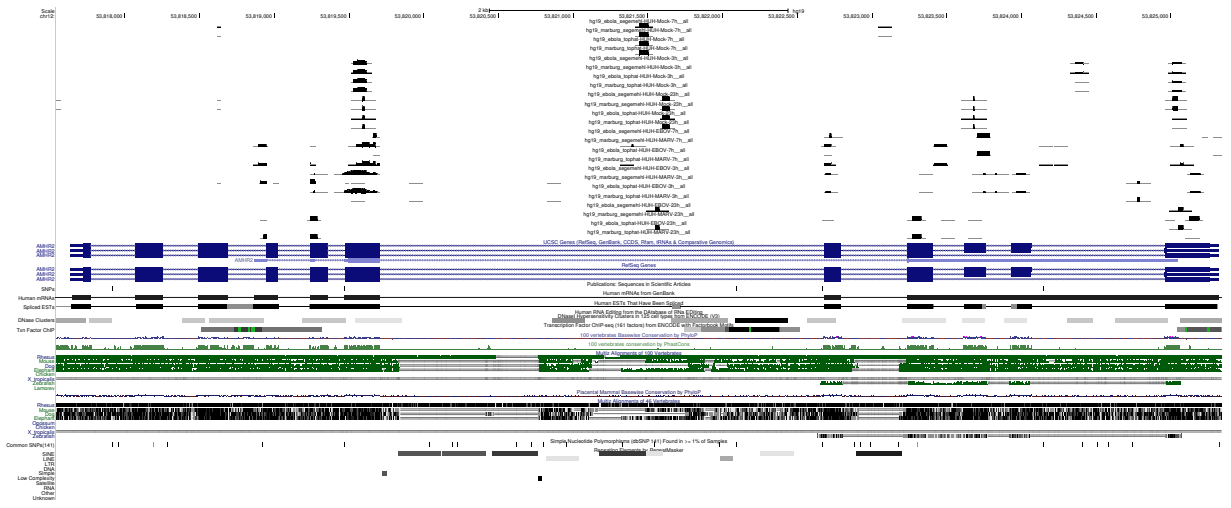 Scale 2 kb hg19
chr12: 53,818,000 53,818,500 53,819,000 53,819,500 53,820,000 53,820,500 53,821,000 53,821,500 53,822,000 53,822,500 53,823,000 53,823,500 53,824,000 53,824,500 53,825,000
hg19_ebola_segemehl-HUH-Mock-7h__all
hg19_marburg_segemehl-HUH-Mock-7h__all
hg19_ebola_tophat-HUH-Mock-7h__all
hg19_marburg_tophat-HUH-Mock-7h__all
hg19_ebola_segemehl-HUH-Mock-3h__all
hg19_marburg_segemehl-HUH-Mock-3h__all
hg19_ebola_tophat-HUH-Mock-3h__all
hg19_marburg_tophat-HUH-Mock-3h__all
hg19_ebola_segemehl-HUH-Mock-23h__all
hg19_marburg_segemehl-HUH-Mock-23h__all
hg19_ebola_tophat-HUH-Mock-23h__all
hg19_marburg_tophat-HUH-Mock-23h__all
hg19_ebola_segemehl-HUH-EBOV-7h__all
hg19_marburg_segemehl-HUH-MARV-7h__all
hg19_ebola_tophat-HUH-EBOV-7h__all
hg19_marburg_tophat-HUH-MARV-7h__all
hg19_ebola_segemehl-HUH-EBOV-3h__all
hg19_marburg_segemehl-HUH-MARV-3h__all
hg19_ebola_tophat-HUH-EBOV-3h__all
hg19_marburg_tophat-HUH-MARV-3h__all
hg19_ebola_segemehl-HUH-EBOV-23h__all
hg19_marburg_segemehl-HUH-MARV-23h__all
hg19_ebola_tophat-HUH-EBOV-23h__all
hg19_marburg_tophat-HUH-MARV-23h__all
UCSC Genes (RefSeq, GenBank, CCDS, Rfam, tRNAs & Comparative Genomics)
AMHR2
AMHR2
AMHR2
AMHR2
RefSeq Genes
AMHR2
AMHR2
AMHR2
Publications: Sequences in Scientific Articles
SNPs
Human mRNAs from GenBank
Human mRNAs
Human ESTs That Have Been Spliced
Spliced ESTs
Human RNA Editing from the DAtabase of RNa EDiting
DNaseI Hypersensitivity Clusters in 125 cell types from ENCODE (V3)
DNase Clusters
Transcription Factor ChIP-seq (161 factors) from ENCODE with Factorbook Motifs
Txn Factor ChIP
100 vertebrates Basewise Conservation by PhyloP
100 vertebrates conservation by PhastCons
Multiz Alignments of 100 Vertebrates
Rhesus
Mouse
Dog
Elephant
Chicken
X_tropicalis
Zebrafish
Lamprey
Placental Mammal Basewise Conservation by PhyloP
Multiz Alignments of 46 Vertebrates
Rhesus
Mouse
Dog
Elephant
Opossum
Chicken
X_tropicalis
Zebrafish
Simple Nucleotide Polymorphisms (dbSNP 141) Found in >= 1% of Samples
Common SNPs(141)
Repeating Elements by RepeatMasker
SINE
LINE
LTR
DNA
Simple
Low Complexity
Satellite
RNA
Other
Unknown